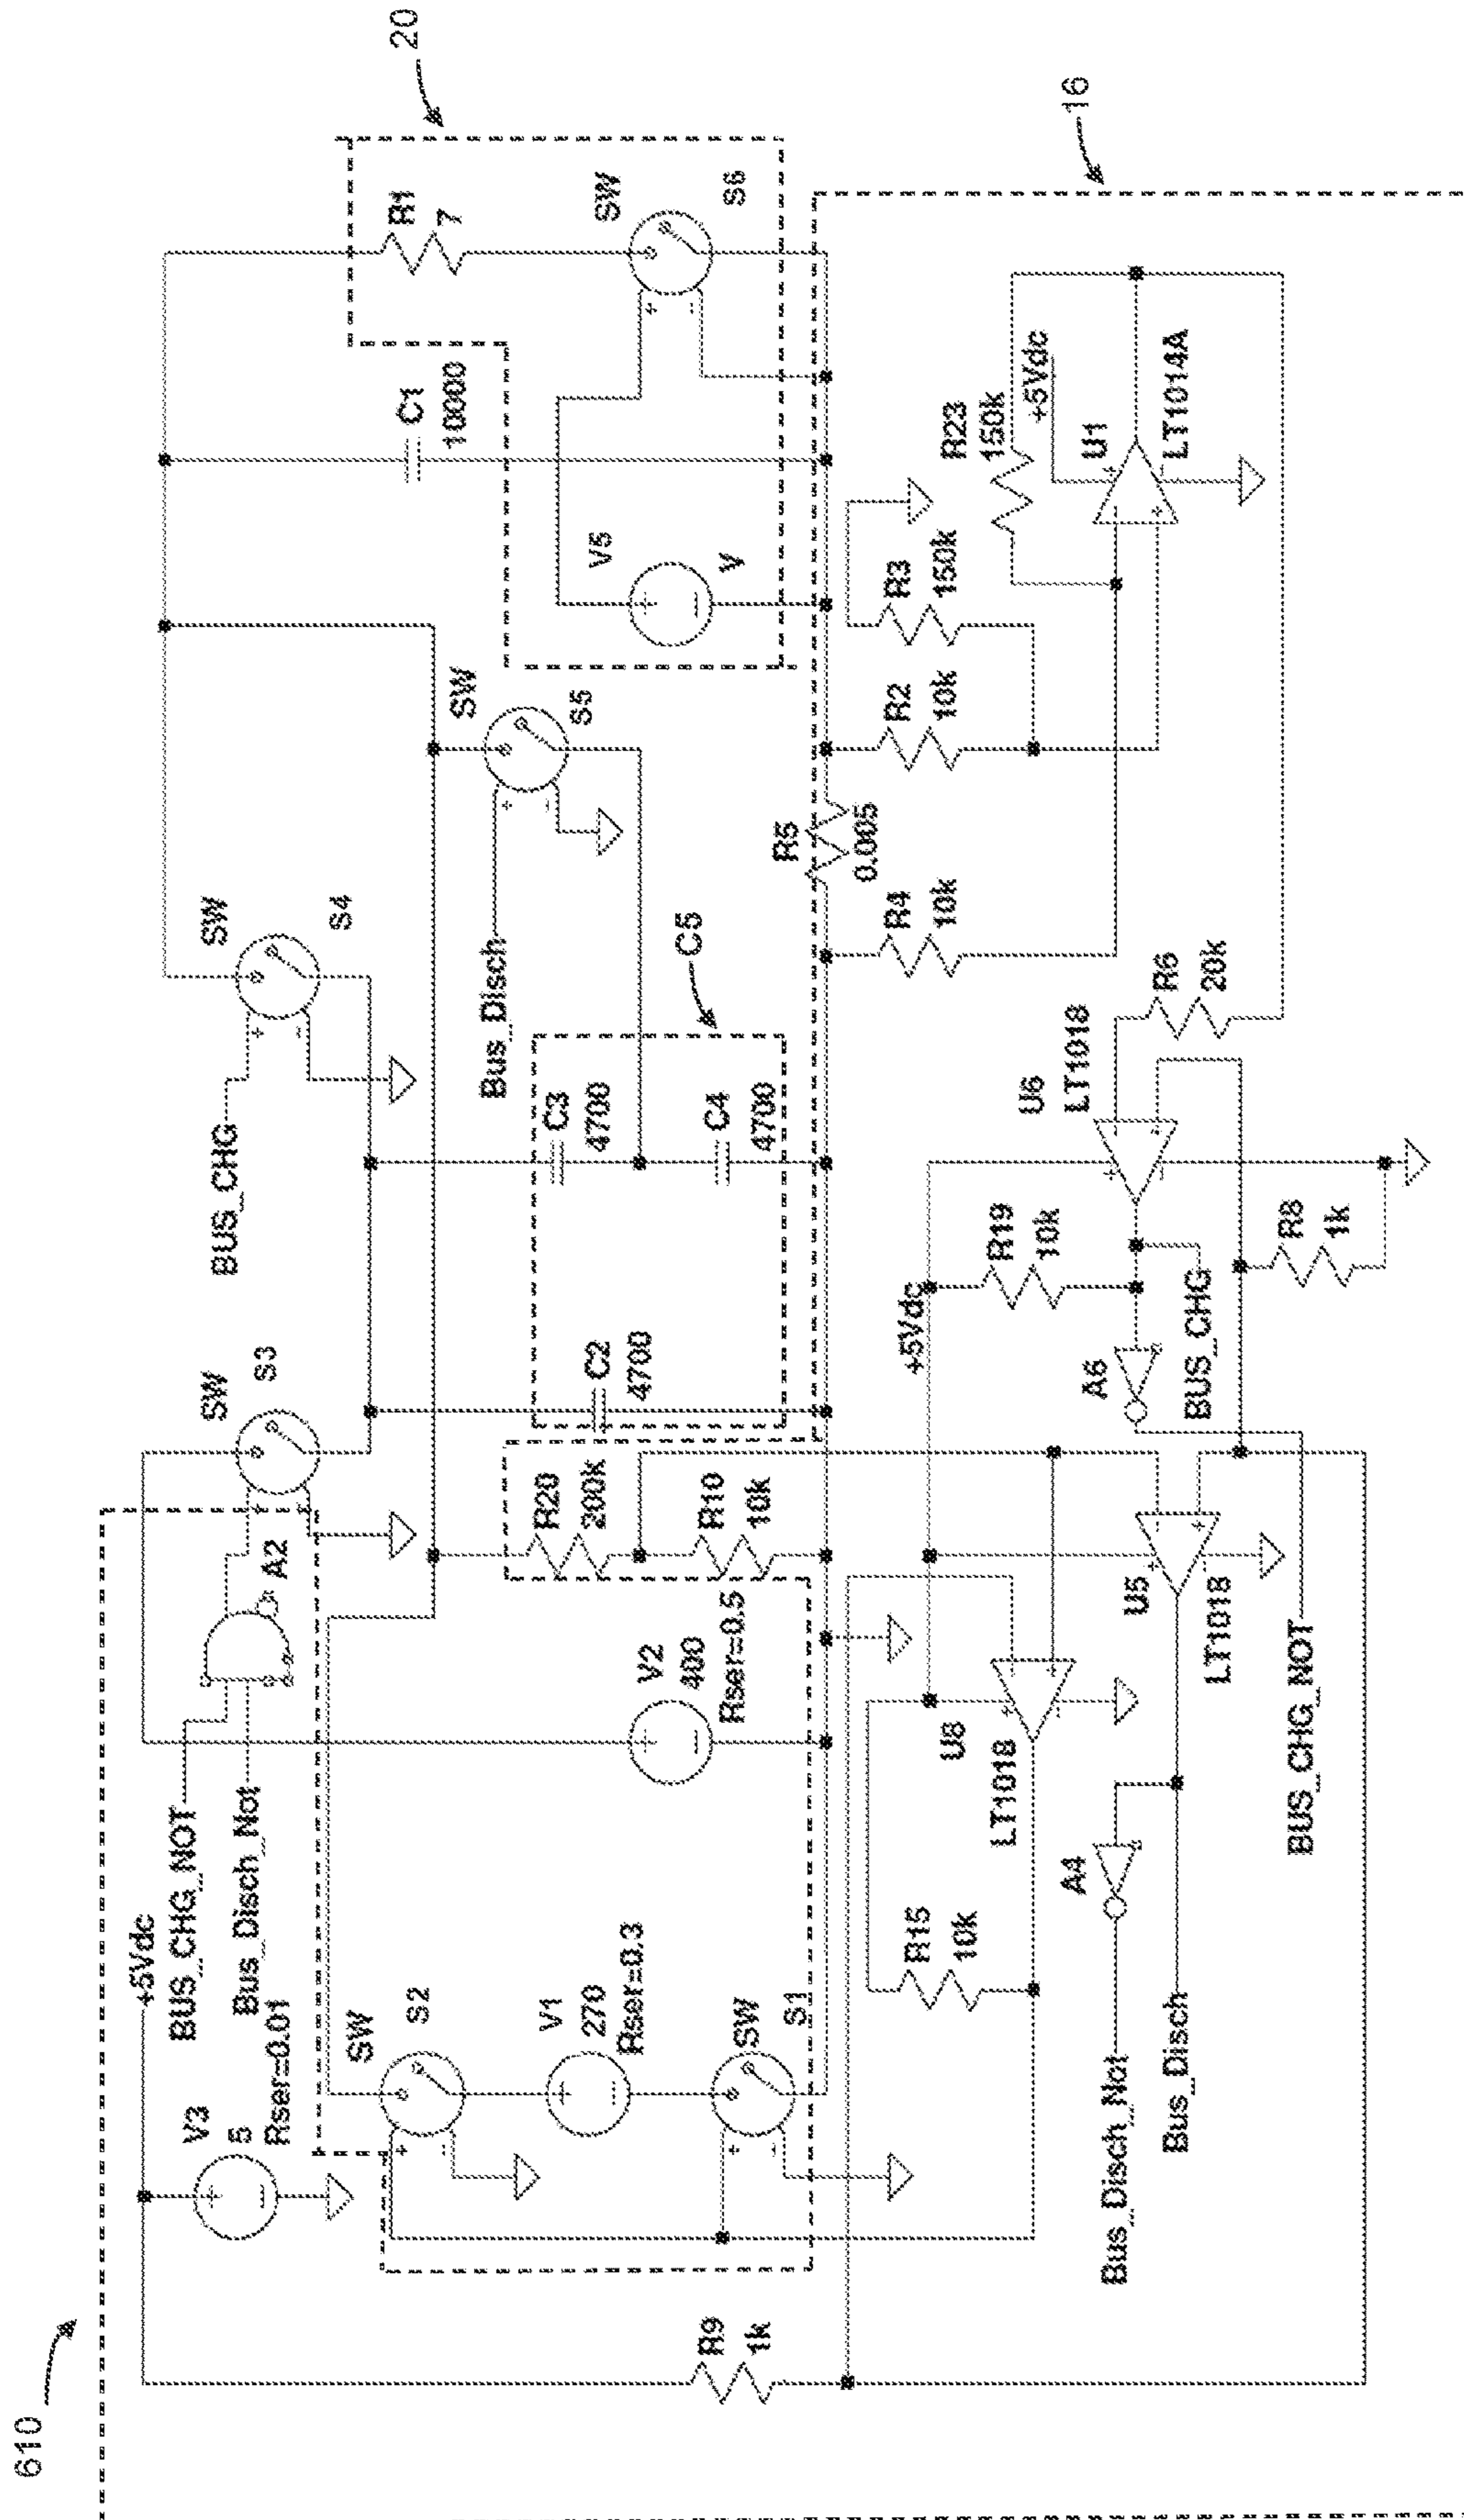 610
20
16
+5Vdc
V3
5
Rser=0.01
BUS_CHG_NOT
Bus_Disch_Not
A2
SW
S3
BUS_CHG
SW
S4
SW
S2
V1
270
Rser=0.3
SW
S1
V2
400
Rser=0.5
R20
200k
R10
10k
C2
4700
C3
4700
C4
4700
C5
Bus_Disch
SW
S5
V5
V
C1
10000
R1
7
SW
S6
R9
1k
R5
0.005
R4
10k
R2
10k
R3
150k
R23
150k
+5Vdc
U1
LT1014A
R15
10k
U8
LT1018
+5Vdc
R19
10k
U6
LT1018
R6
20k
A6
BUS_CHG
R8
1k
A4
U5
LT1018
Bus_Disch_Not
Bus_Disch
BUS_CHG_NOT